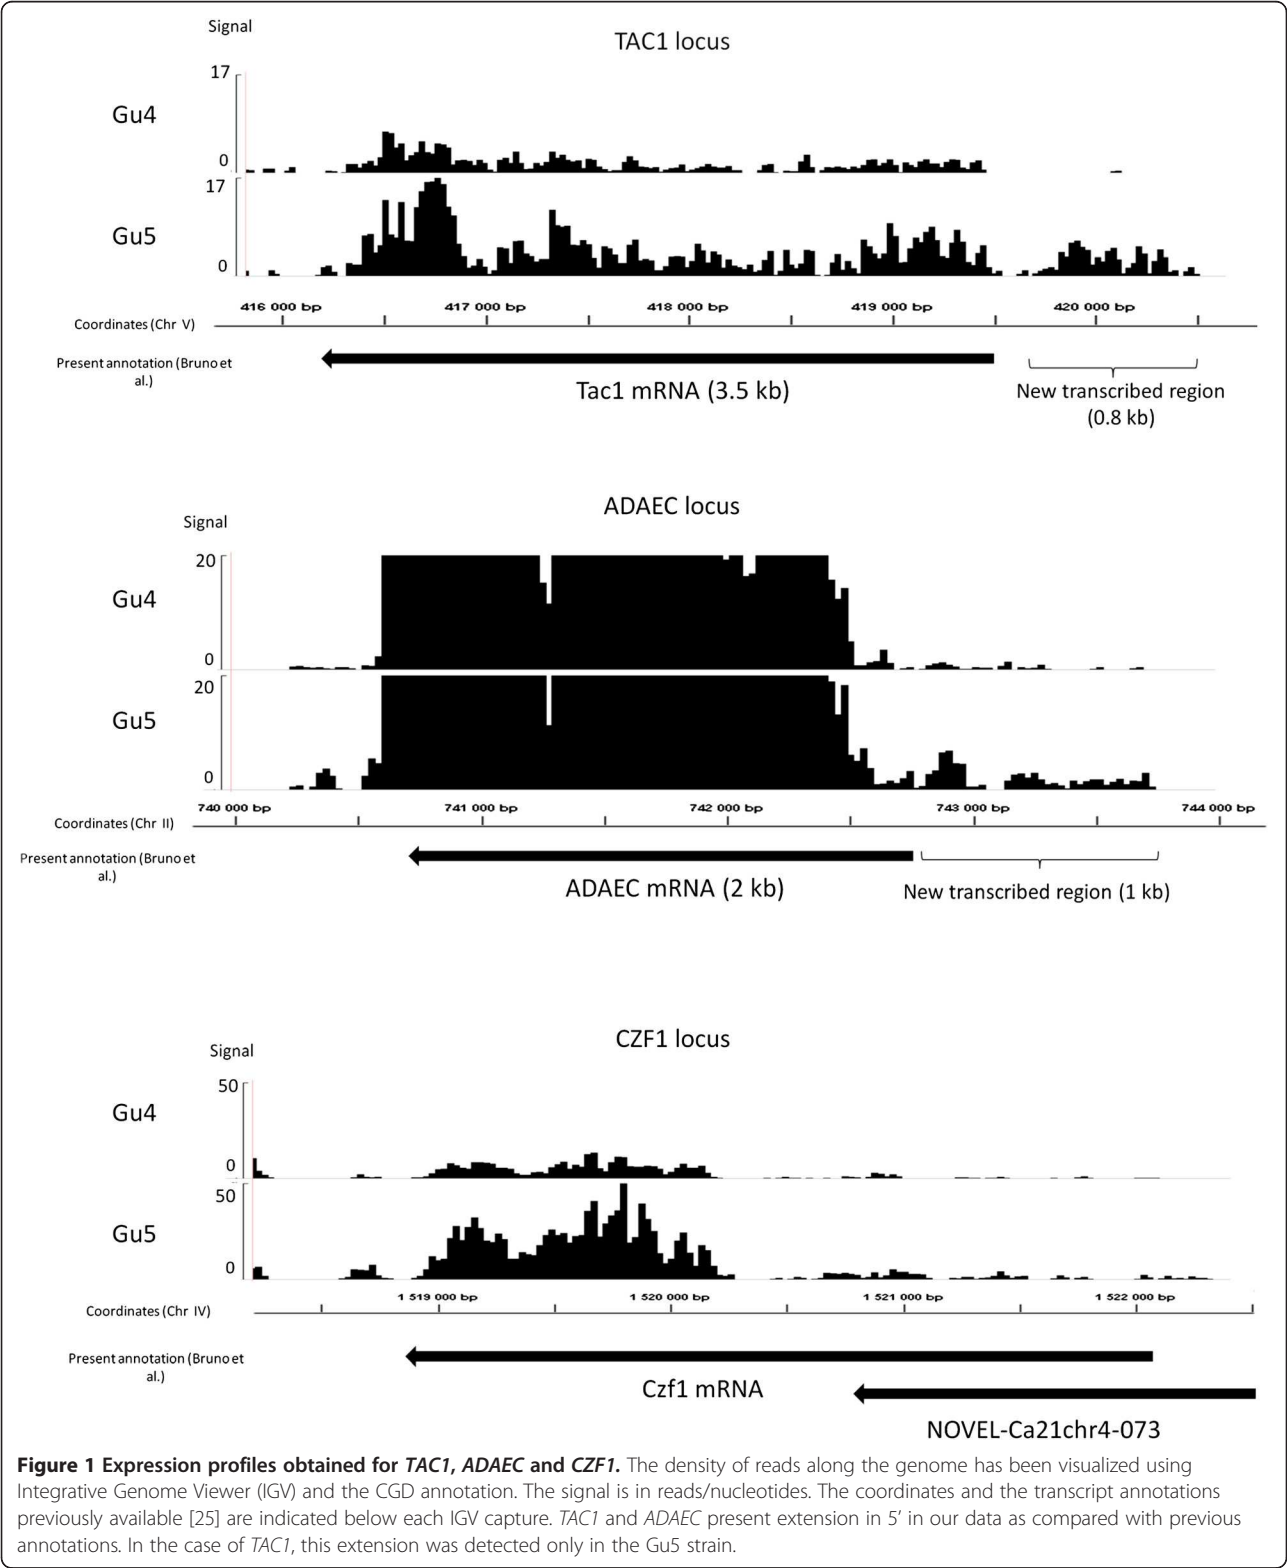 Signal
TAC1 locus
17
Gu4
0
17
Gu5
0
416 000 bp 417 000 bp 418 000 bp 419 000 bp 420 000 bp
Coordinates (Chr V)
Present annotation (Bruno et
al.)
Tac1 mRNA (3.5 kb)
New transcribed region
(0.8 kb)
ADAEC locus
Signal
20
Gu4
0
20
Gu5
0
740 000 bp 741 000 bp 742 000 bp 743 000 bp 744 000 bp
Coordinates (Chr II)
Present annotation (Bruno et
al.)
ADAEC mRNA (2 kb)
New transcribed region (1 kb)
CZF1 locus
Signal
50
Gu4
0
50
Gu5
0
1 519 000 bp 1 520 000 bp 1 521 000 bp 1 522 000 bp
Coordinates (Chr IV)
Present annotation (Bruno et
al.)
Czf1 mRNA
NOVEL-Ca21chr4-073
Figure 1 Expression profiles obtained for TAC1, ADAEC and CZF1. The density of reads along the genome has been visualized using
Integrative Genome Viewer (IGV) and the CGD annotation. The signal is in reads/nucleotides. The coordinates and the transcript annotations
previously available [25] are indicated below each IGV capture. TAC1 and ADAEC present extension in 5' in our data as compared with previous
annotations. In the case of TAC1, this extension was detected only in the Gu5 strain.